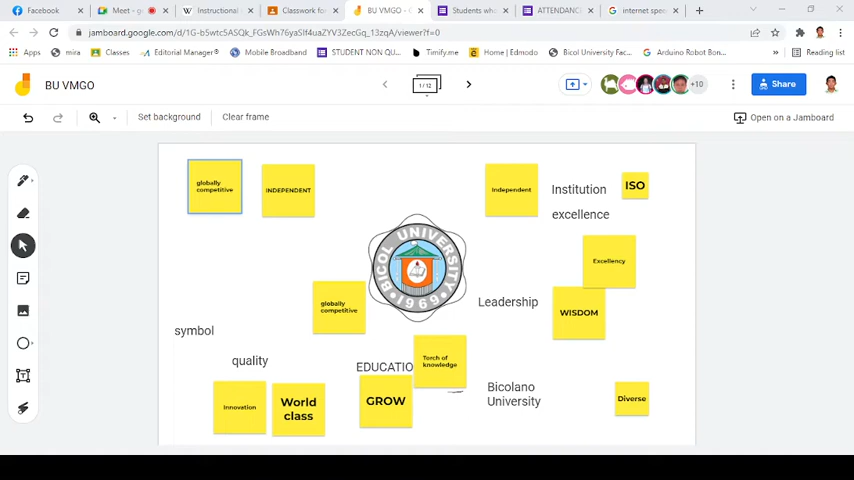 Facebook
Meet - g
Instructional
Classwork for
BU VMGO - G
Students who
ATTENDANC
internet spee
jamboard.google.com/d/1G-b5wtcSASQk_FGsWh76yaSIf4uaZYV3ZecGq_13zqA/viewer?f=0
Apps
mira
Classes
Editorial Manager®
Mobile Broadband
STUDENT NON QU...
Timify.me
Home | Edmodo
Bicol University Fac...
Arduino Robot Bon...
Reading list
BU VMGO
1 / 12
+10
Share
Set background
Clear frame
Open on a Jamboard
globally
competitive
INDEPENDENT
Independent
Institution
ISO
excellence
BICOL UNIVERSITY
1969
Excellency
globally
competitive
Leadership
WISDOM
symbol
quality
EDUCATIO
Torch of
knowledge
Innovation
World
class
GROW
Bicolano
University
Diverse